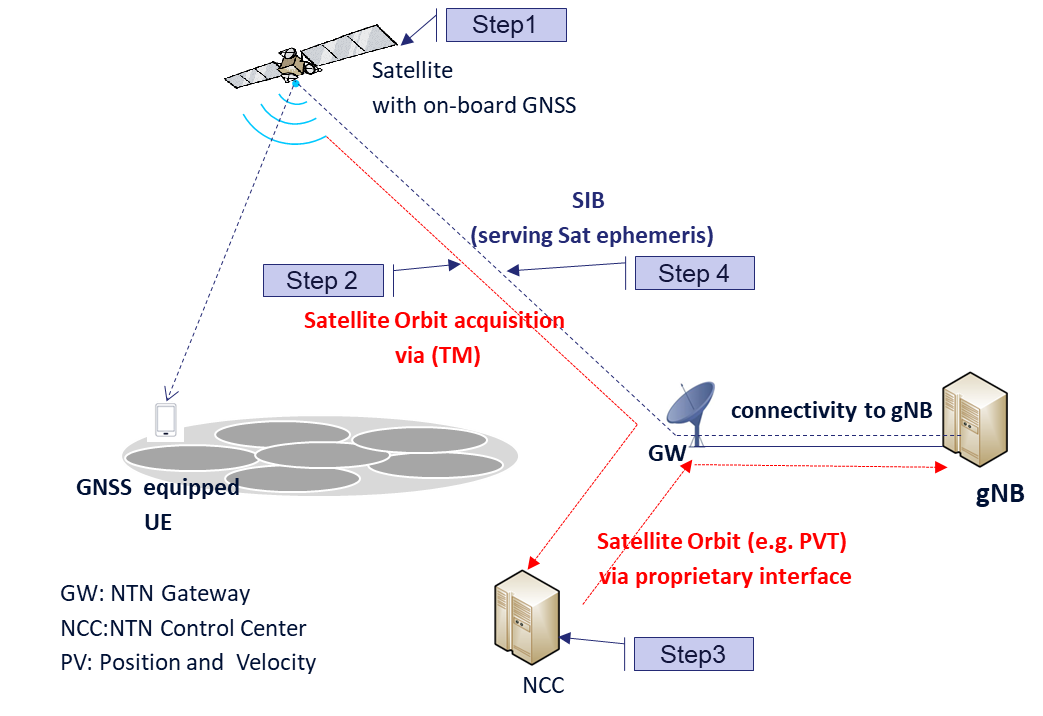 Step1
Satellite
with on-board GNSS
SIB
(serving Sat ephemeris)
Step 2
Step 4
Satellite Orbit acquisition
via (TM)
connectivity to gNB
GW
gNB
GNSS equipped
UE
Satellite Orbit (e.g. PVT)
via proprietary interface
GW: NTN Gateway
NCC:NTN Control Center
PV: Position and Velocity
Step3
NCC